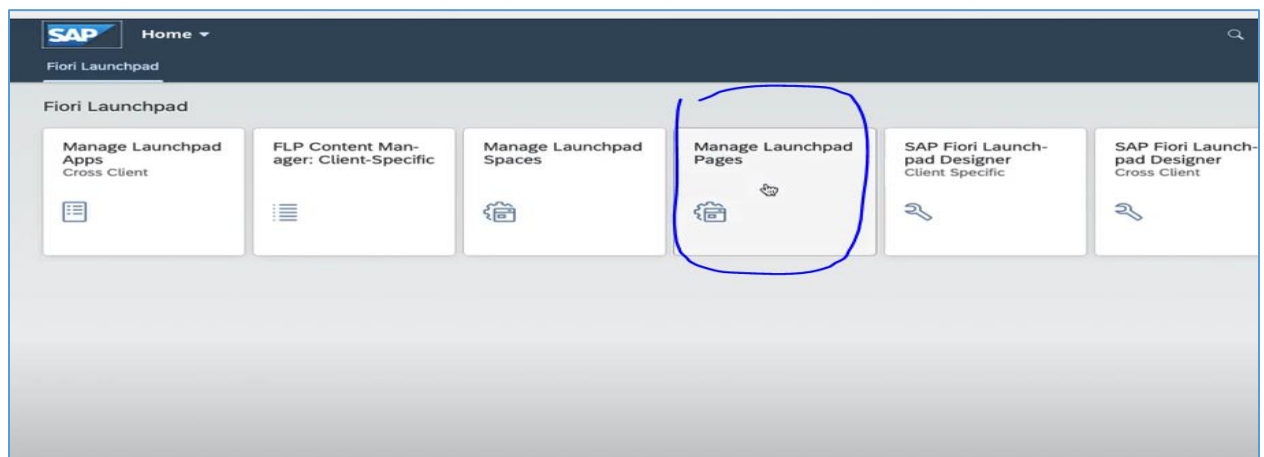 SAP Home
Fiori Launchpad
Fiori Launchpad
Manage Launchpad
Apps
Cross Client
FLP Content Man-
ager: Client-Specific
Manage Launchpad
Spaces
Manage Launchpad
Pages
SAP Fiori Launch-
pad Designer
Client Specific
SAP Fiori Launch-
pad Designer
Cross Client